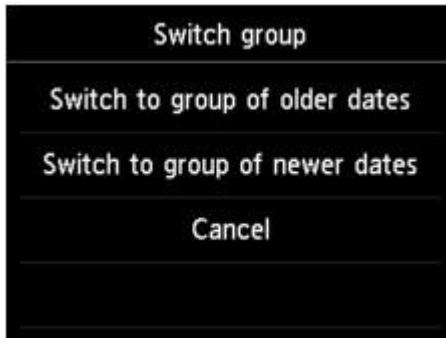 Switch group
Switch to group of older dates
Switch to group of newer dates
Cancel